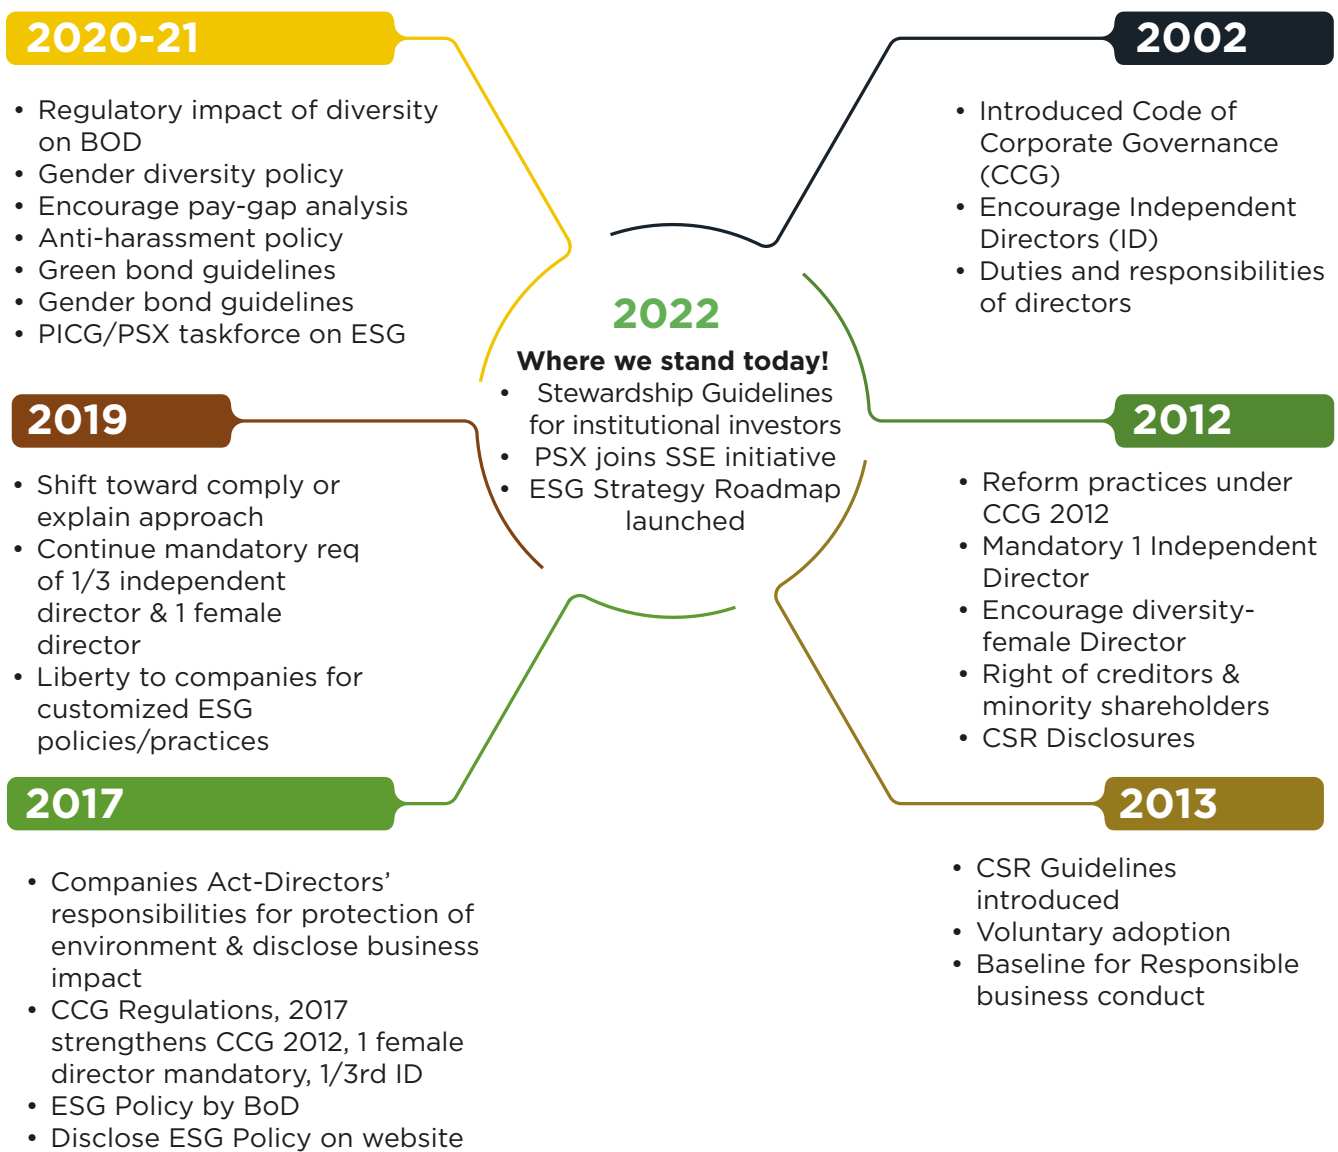 2020-21
• Regulatory impact of diversity
on BOD
• Gender diversity policy
• Encourage pay-gap analysis
• Anti-harassment policy
• Green bond guidelines
• Gender bond guidelines
• PICG/PSX taskforce on ESG
2019
• Shift toward comply or
explain approach
• Continue mandatory req
of 1/3 independent
director & 1 female
director
• Liberty to companies for
customized ESG
policies/practices
2017
• Companies Act-Directors’
responsibilities for protection of
environment & disclose business
impact
• CCG Regulations, 2017
strengthens CCG 2012, 1 female
director mandatory, 1/3rd ID
• ESG Policy by BoD
• Disclose ESG Policy on website
2022
Where we stand today!
• Stewardship Guidelines
for institutional investors
• PSX joins SSE initiative
• ESG Strategy Roadmap
launched
2002
• Introduced Code of
Corporate Governance
(CCG)
• Encourage Independent
Directors (ID)
• Duties and responsibilities
of directors
2012
• Reform practices under
CCG 2012
• Mandatory 1 Independent
Director
• Encourage diversity-
female Director
• Right of creditors &
minority shareholders
• CSR Disclosures
2013
• CSR Guidelines
introduced
• Voluntary adoption
• Baseline for Responsible
business conduct